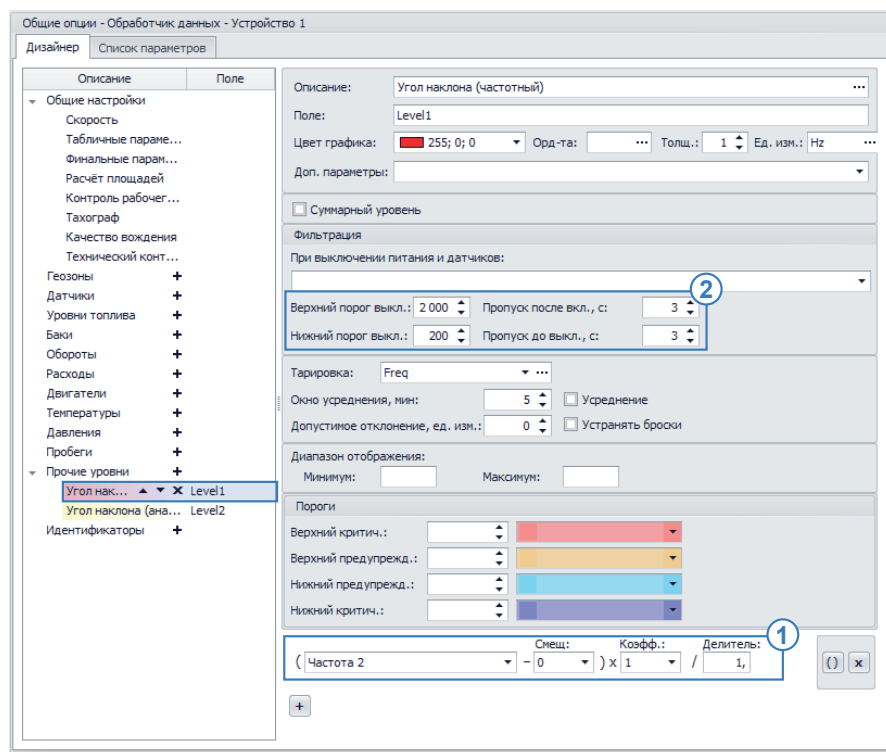 Общие опции - Обработчик данных - Устройство 1
Дизайнер Список параметров
Описание Поле
Общие настройки
Скорость
Табличные параме...
Финальные парам...
Расчёт площадей
Контроль рабочег...
Тахограф
Качество вождения
Технический конт...
Геозоны +
Датчики +
Уровни топлива +
Баки +
Обороты +
Расходы +
Двигатели +
Температуры +
Давления +
Пробеги +
Прочие уровни +
Угол нак... Level1
Угол наклона (ана... Level2
Идентификаторы +
Описание: Угол наклона (частотный) ...
Поле: Level1
Цвет графика: 255; 0; 0 Орд-та: ... Толщ.: 1 Ед. изм.: Hz ...
Доп. параметры:
Суммарный уровень
Фильтрация
При выключении питания и датчиков:
2
Верхний порог выкл.: 2 000 Пропуск после вкл., с: 3
Нижний порог выкл.: 200 Пропуск до выкл., с: 3
Тарировка: Freq ...
Окно усреднения, мин: 5 Усреднение
Допустимое отклонение, ед. изм.: 0 Устранять броски
Диапазон отображения:
Минимум: Максимум:
Пороги
Верхний критич.:
Верхний предупрежд.:
Нижний предупрежд.:
Нижний критич.:
1
Смещ: Коэфф.: Делитель:
( Частота 2 – 0 ) x 1 / 1, () x
+